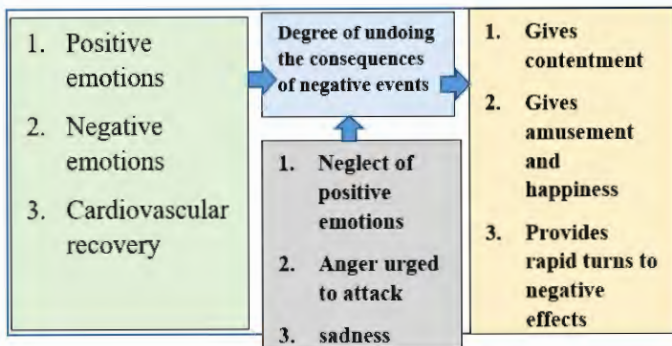 1. Positive
emotions
2. Negative
emotions
3. Cardiovascular
recovery
Degree of undoing
the consequences
of negative events
1. Neglect of
positive
emotions
2. Anger urged
to attack
3. sadness
1. Gives
contentment
2. Gives
amusement
and
happiness
3. Provides
rapid turns to
negative
effects